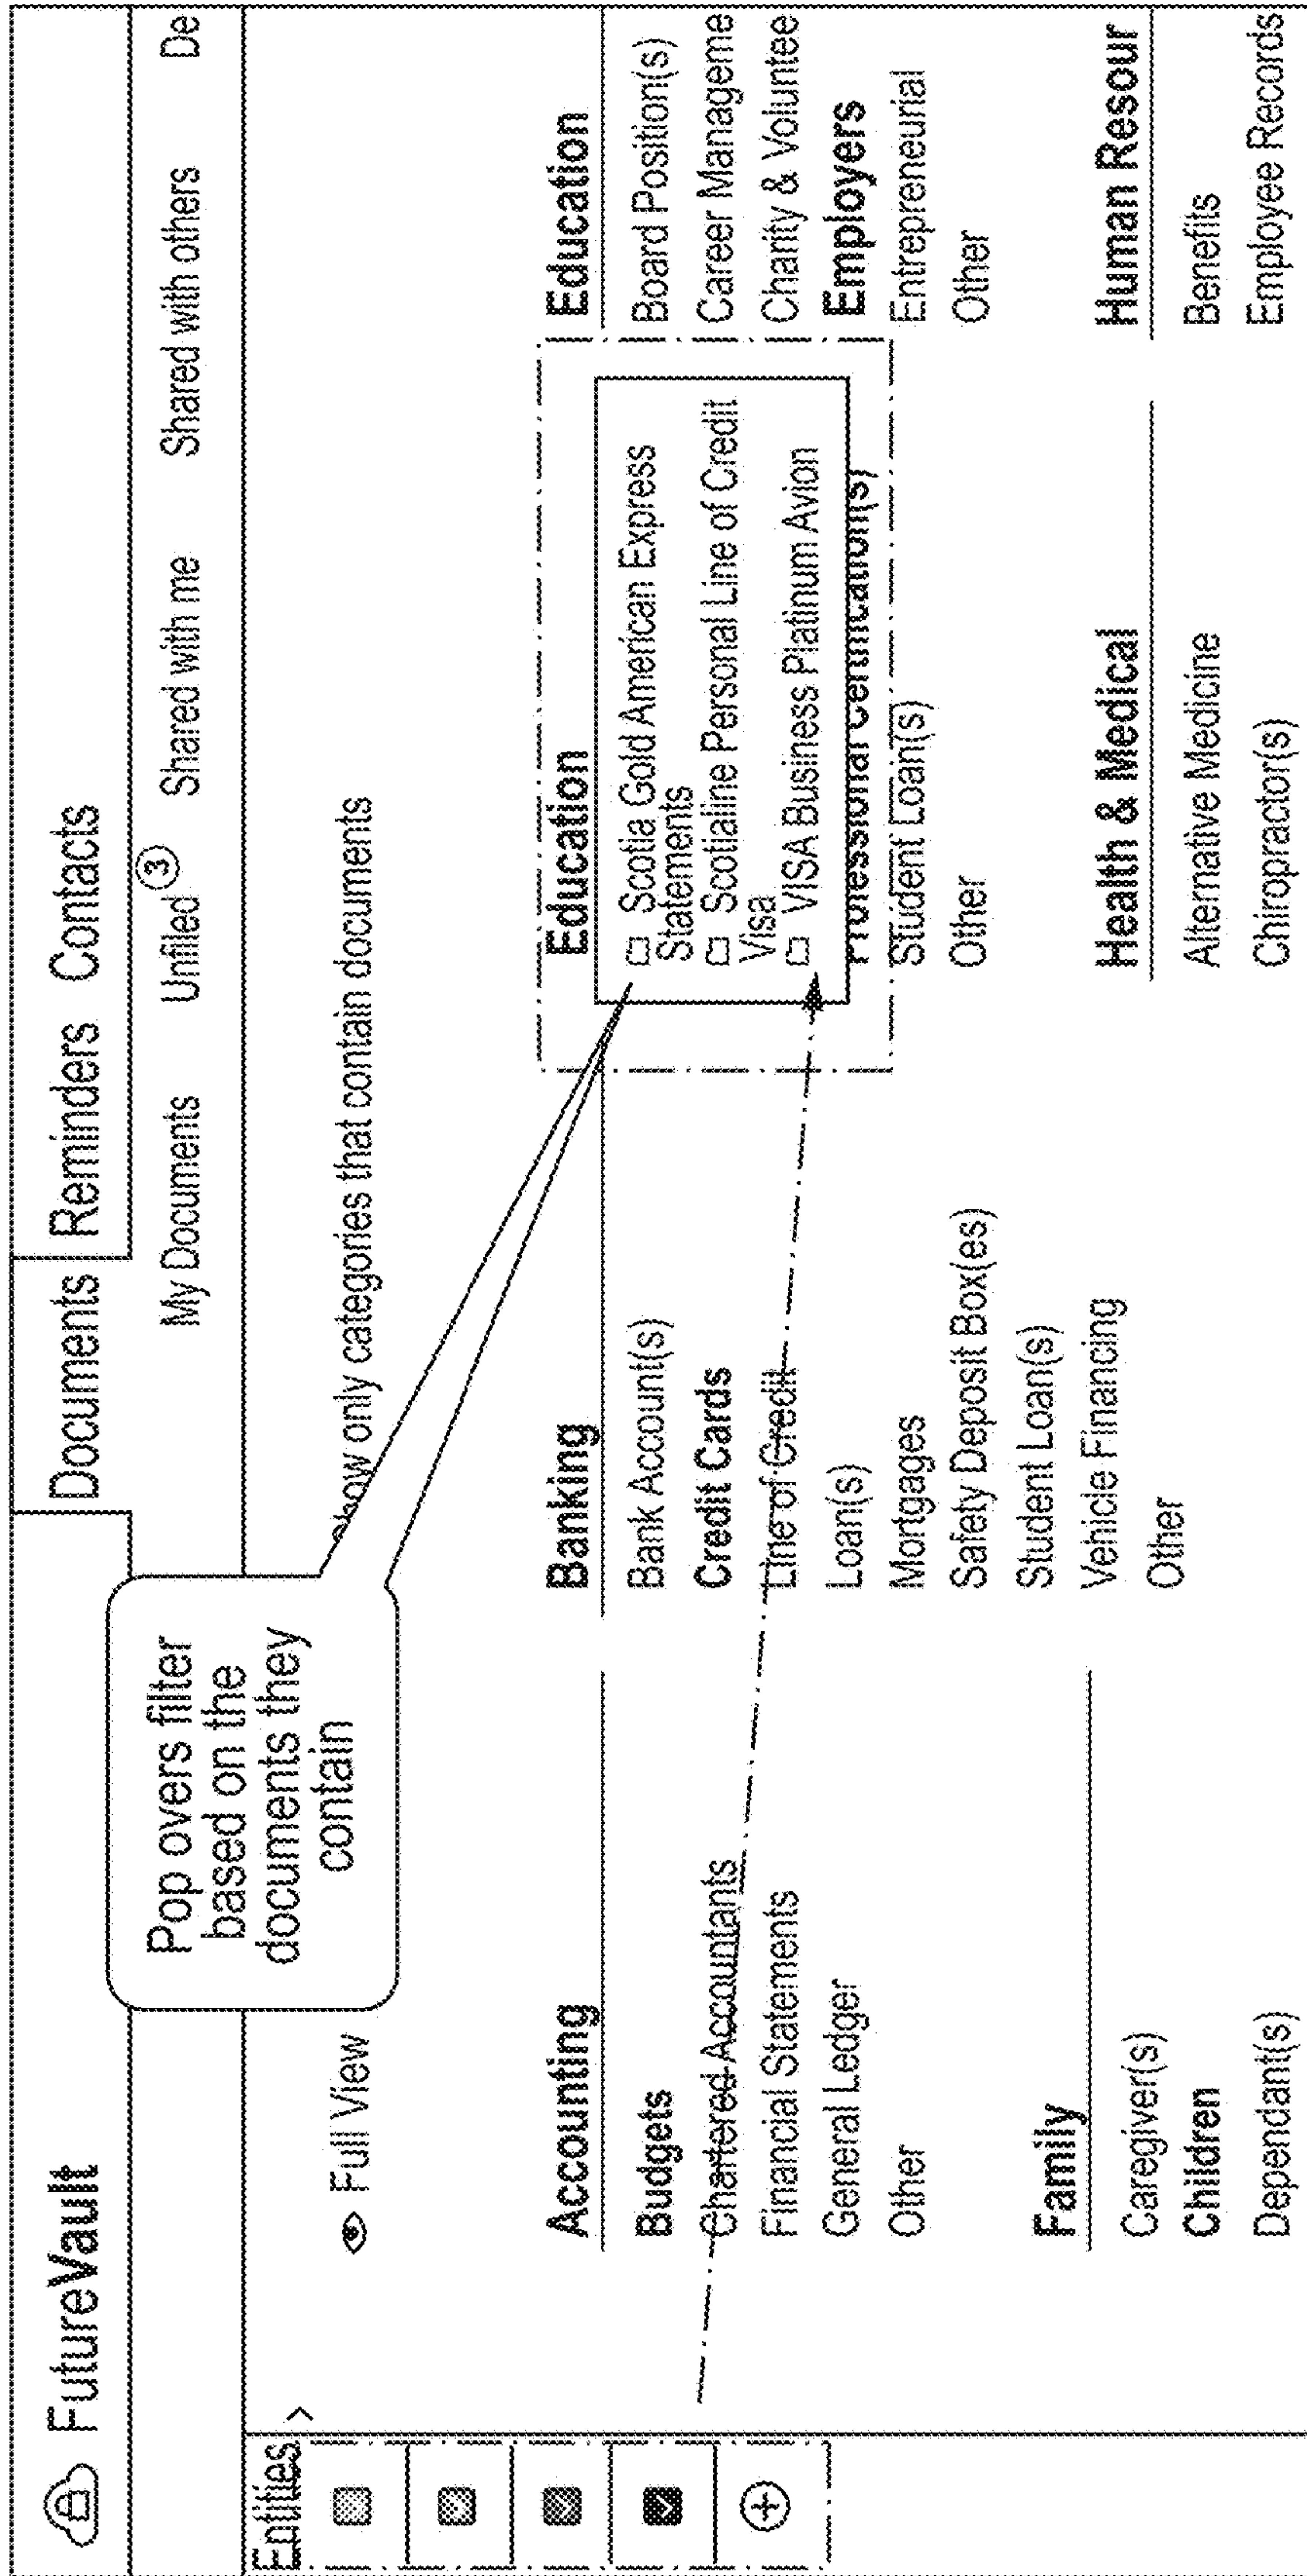 FutureVault
Documents
Reminders
Contacts
My Documents
Unfiled 3
Shared with me
Shared with others
De
Entities >
Pop overs filter
based on the
documents they
contain
Full View
only categories that contain documents
Accounting
Budgets
Chartered Accountants
Financial Statements
General Ledger
Other
Banking
Bank Account(s)
Credit Cards
Line of Credit
Loan(s)
Mortgages
Safety Deposit Box(es)
Student Loan(s)
Vehicle Financing
Other
Education
Scotia Gold American Express
Statements
Scotialine Personal Line of Credit
Visa
VISA Business Platinum Avion
Professional Certification(s)
Student Loan(s)
Other
Education
Board Position(s)
Career Manageme
Charity & Voluntee
Employers
Entrepreneurial
Other
Family
Caregiver(s)
Children
Dependant(s)
Health & Medical
Alternative Medicine
Chiropractor(s)
Human Resour
Benefits
Employee Records